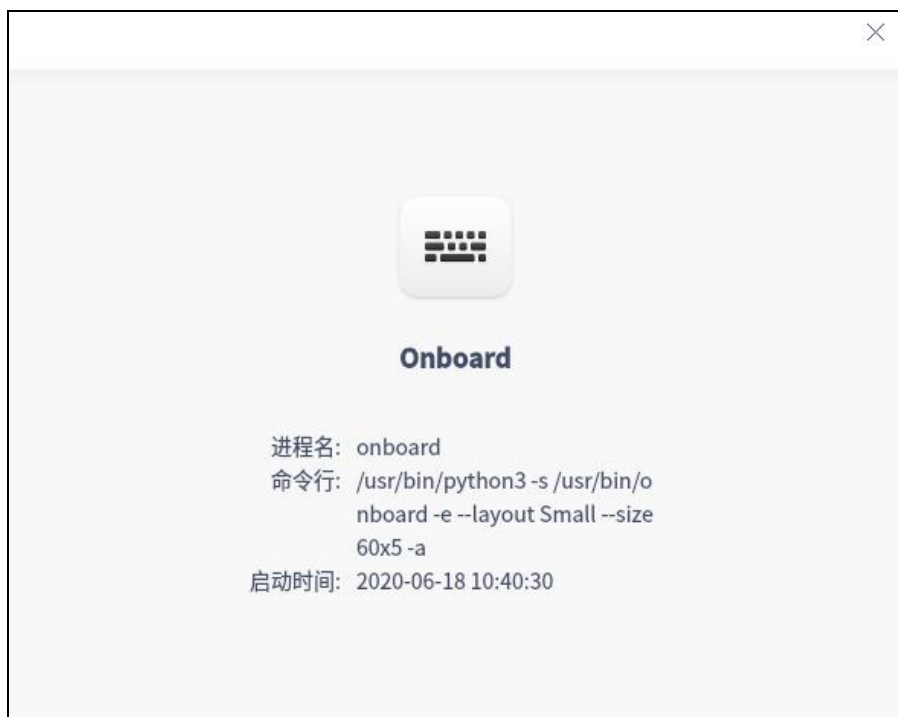 Onboard
进程名: onboard
命令行: /usr/bin/python3 -s /usr/bin/o
nboard -e --layout Small --size
60x5 -a
启动时间: 2020-06-18 10:40:30